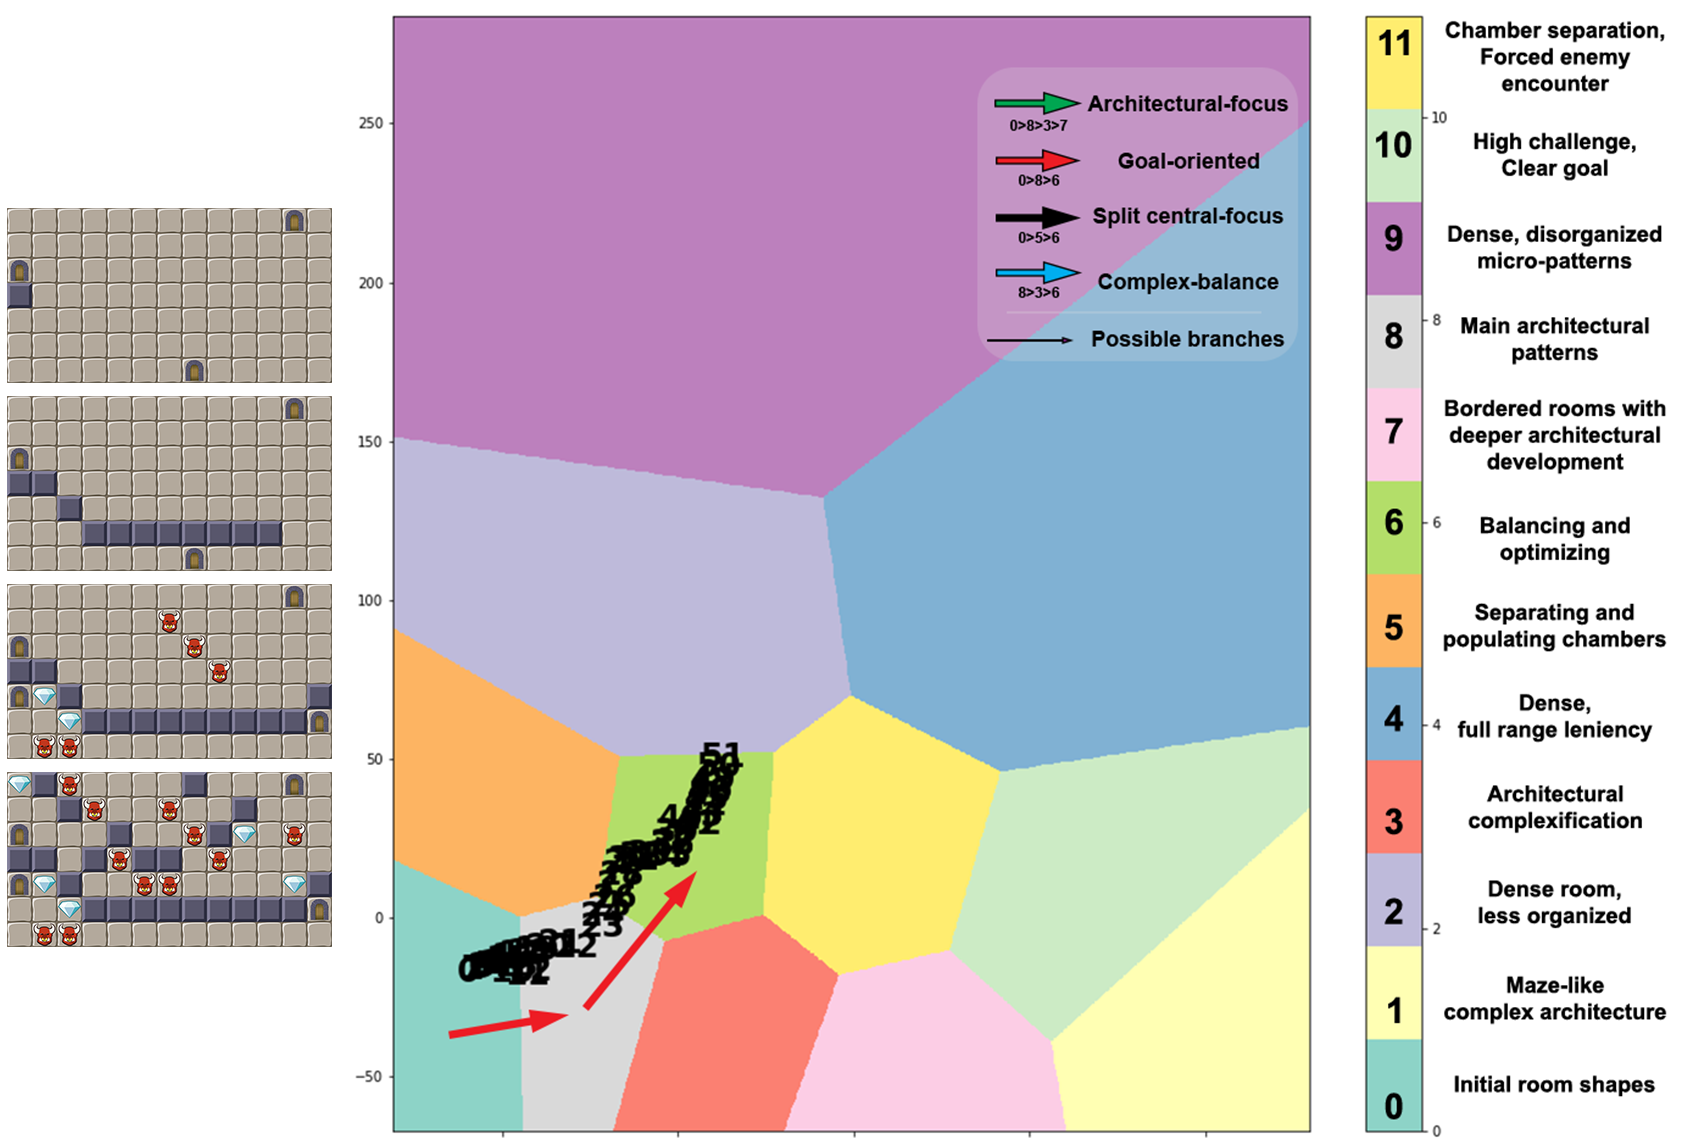 250
200
150
100
50
0
−50
Architectural-focus
0>8>3>7
Goal-oriented
0>8>6
Split central-focus
0>5>6
Complex-balance
8>3>6
Possible branches
51
23
0
11
Chamber separation,
Forced enemy
encounter
10
10
High challenge,
Clear goal
9
Dense, disorganized
micro-patterns
8
8
Main architectural
patterns
7
Bordered rooms with
deeper architectural
development
6
6
Balancing and
optimizing
5
Separating and
populating chambers
4
4
Dense,
full range leniency
3
Architectural
complexification
2
2
Dense room,
less organized
1
Maze-like
complex architecture
0
0
Initial room shapes